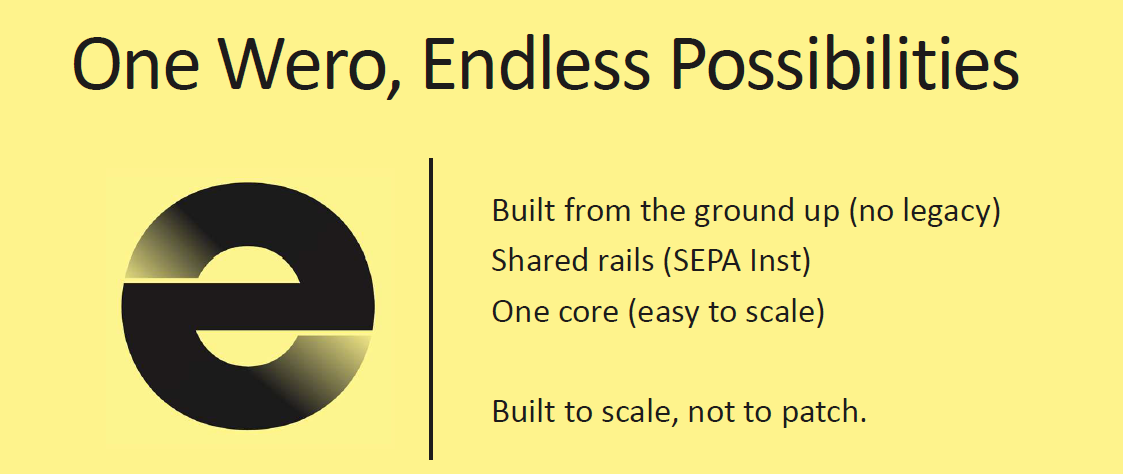 One Wero, Endless Possibilities
Built from the ground up (no legacy)
Shared rails (SEPA Inst)
One core (easy to scale)
Built to scale, not to patch.